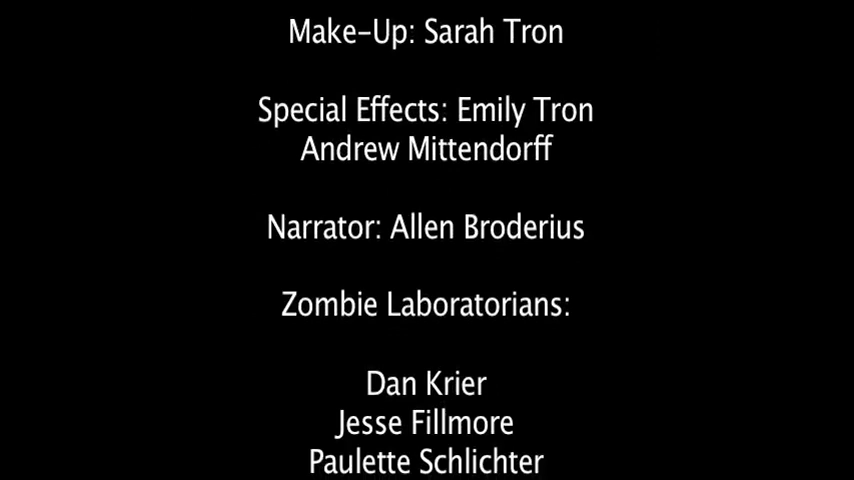 Make-Up: Sarah Tron
Special Effects: Emily Tron
Andrew Mittendorff
Narrator: Allen Broderius
Zombie Laboratorians:
Dan Krier
Jesse Fillmore
Paulette Schlichter